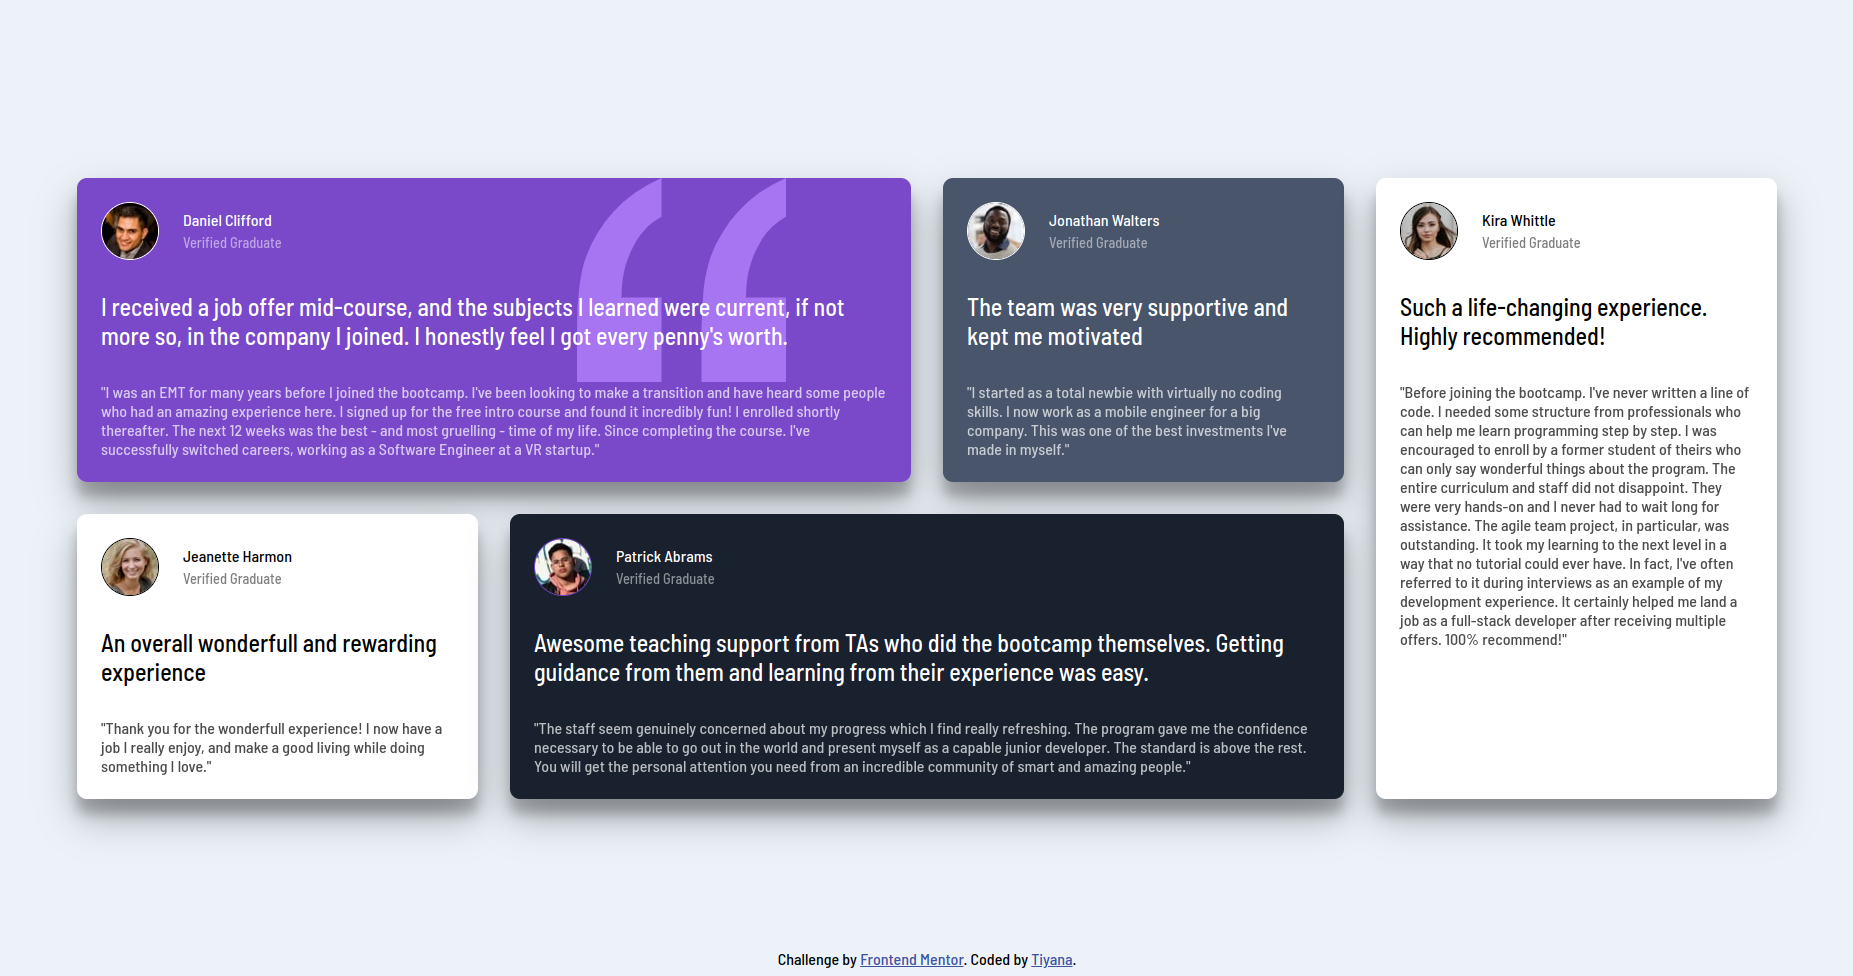 Daniel Clifford
Verified Graduate
I received a job offer mid-course, and the subjects I learned were current, if not
more so, in the company I joined. I honestly feel I got every penny's worth.
"I was an EMT for many years before I joined the bootcamp. I've been looking to make a transition and have heard some people
who had an amazing experience here. I signed up for the free intro course and found it incredibly fun! I enrolled shortly
thereafter. The next 12 weeks was the best - and most gruelling - time of my life. Since completing the course. I've
successfully switched careers, working as a Software Engineer at a VR startup."
Jonathan Walters
Verified Graduate
The team was very supportive and
kept me motivated
"I started as a total newbie with virtually no coding
skills. I now work as a mobile engineer for a big
company. This was one of the best investments I've
made in myself."
Kira Whittle
Verified Graduate
Such a life-changing experience.
Highly recommended!
"Before joining the bootcamp. I've never written a line of
code. I needed some structure from professionals who
can help me learn programming step by step. I was
encouraged to enroll by a former student of theirs who
can only say wonderful things about the program. The
entire curriculum and staff did not disappoint. They
were very hands-on and I never had to wait long for
assistance. The agile team project, in particular, was
outstanding. It took my learning to the next level in a
way that no tutorial could ever have. In fact, I've often
referred to it during interviews as an example of my
development experience. It certainly helped me land a
job as a full-stack developer after receiving multiple
offers. 100% recommend!"
Jeanette Harmon
Verified Graduate
An overall wonderfull and rewarding
experience
"Thank you for the wonderfull experience! I now have a
job I really enjoy, and make a good living while doing
something I love."
Patrick Abrams
Verified Graduate
Awesome teaching support from TAs who did the bootcamp themselves. Getting
guidance from them and learning from their experience was easy.
"The staff seem genuinely concerned about my progress which I find really refreshing. The program gave me the confidence
necessary to be able to go out in the world and present myself as a capable junior developer. The standard is above the rest.
You will get the personal attention you need from an incredible community of smart and amazing people."
Challenge by Frontend Mentor. Coded by Tiyana.